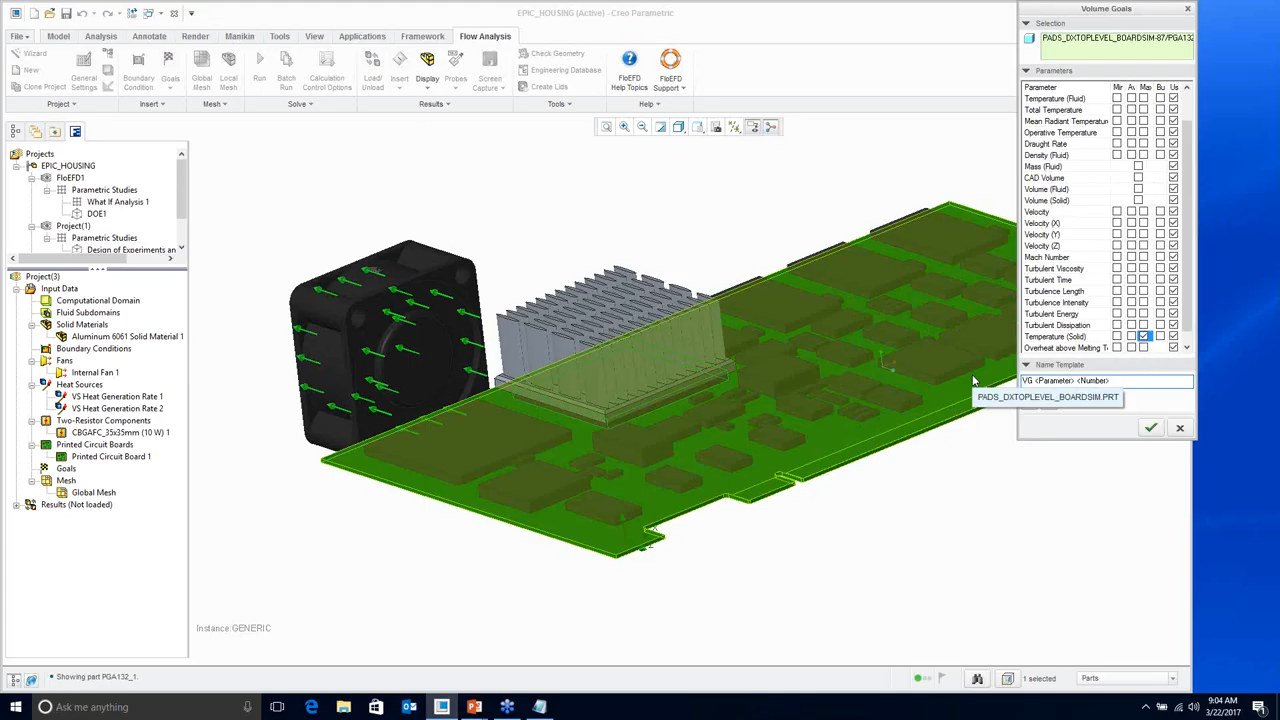 EPIC_HOUSING (Active) - Creo Parametric
File
Model
Analysis
Annotate
Render
Manikin
Tools
View
Applications
Framework
Flow Analysis
Wizard
New
Clone Project
General Settings
Boundary Condition
Goals
Global Mesh
Local Mesh
Run
Batch Run
Calculation Control Options
Load/ Unload
Insert
Display
Probes
Screen Capture
FloEFD Help Topics
FloEFD Support
Check Geometry
Engineering Database
Create Lids
Project
Insert
Mesh
Solve
Results
Help
Tools
Projects
EPIC_HOUSING
FloEFD1
Parametric Studies
What If Analysis 1
DOE1
Project(1)
Parametric Studies
Design of Experiments an
Project(3)
Input Data
Computational Domain
Fluid Subdomains
Solid Materials
Aluminum 6061 Solid Material 1
Boundary Conditions
Fans
Internal Fan 1
Heat Sources
VS Heat Generation Rate 1
VS Heat Generation Rate 2
Two-Resistor Components
CBGAFC_35x35mm (10 W) 1
Printed Circuit Boards
Printed Circuit Board 1
Goals
Mesh
Global Mesh
Results (Not loaded)
Instance:GENERIC
Volume Goals
Selection
PADS_DXTOPLEVEL_BOARDSIM-87/PGA132
Parameters
Parameter Mir Av Max Bu Us
Temperature (Fluid)
Total Temperature
Mean Radiant Temperatur
Operative Temperature
Draught Rate
Density (Fluid)
Mass (Fluid)
CAD Volume
Volume (Fluid)
Volume (Solid)
Velocity
Velocity (X)
Velocity (Y)
Velocity (Z)
Mach Number
Turbulent Viscosity
Turbulent Time
Turbulence Length
Turbulence Intensity
Turbulent Energy
Turbulent Dissipation
Temperature (Solid)
Overheat above Melting T
Name Template
VG <Parameter> <Number>
PADS_DXTOPLEVEL_BOARDSIM.PRT
Showing part PGA132_1.
1 selected
Parts
Ask me anything
9:04 AM
3/22/2017